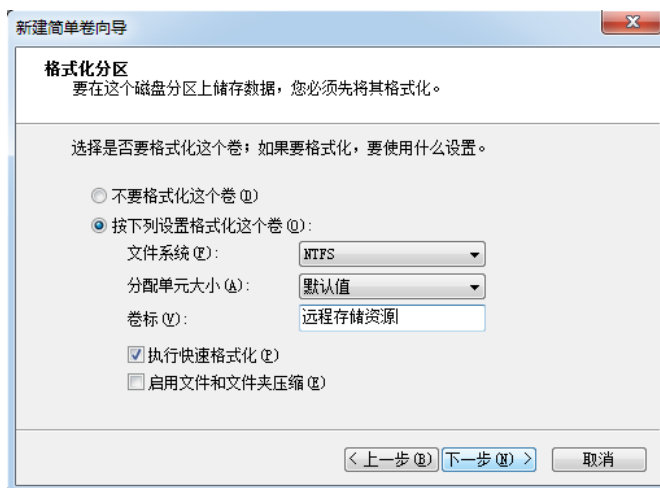 新建简单卷向导
格式化分区
要在这个磁盘分区上储存数据，您必须先将其格式化。
选择是否要格式化这个卷；如果要格式化，要使用什么设置。
不要格式化这个卷(D)
按下列设置格式化这个卷(O):
文件系统(F): NTFS
分配单元大小(A): 默认值
卷标(V): 远程存储资源
执行快速格式化(P)
启用文件和文件夹压缩(E)
< 上一步(B) 下一步(N) > 取消